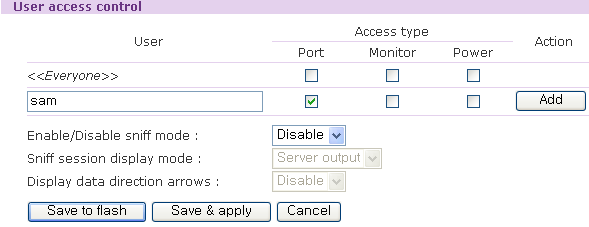 User access control
User Access type Action
Port Monitor Power
<<Everyone>>
sam Add
Enable/Disable sniff mode : Disable
Sniff session display mode : Server output
Display data direction arrows : Disable
Save to flash Save & apply Cancel